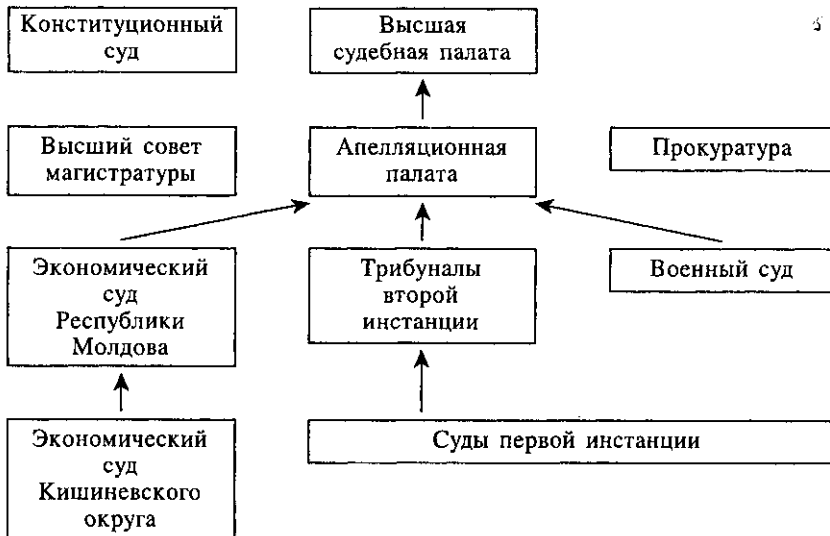 Конституционный
суд
Высшая
судебная палата
Высший совет
магистратуры
Апелляционная
палата
Прокуратура
Экономический
суд
Республики
Молдова
Трибуналы
второй
инстанции
Военный суд
Экономический
суд
Кишиневского
округа
Суды первой инстанции